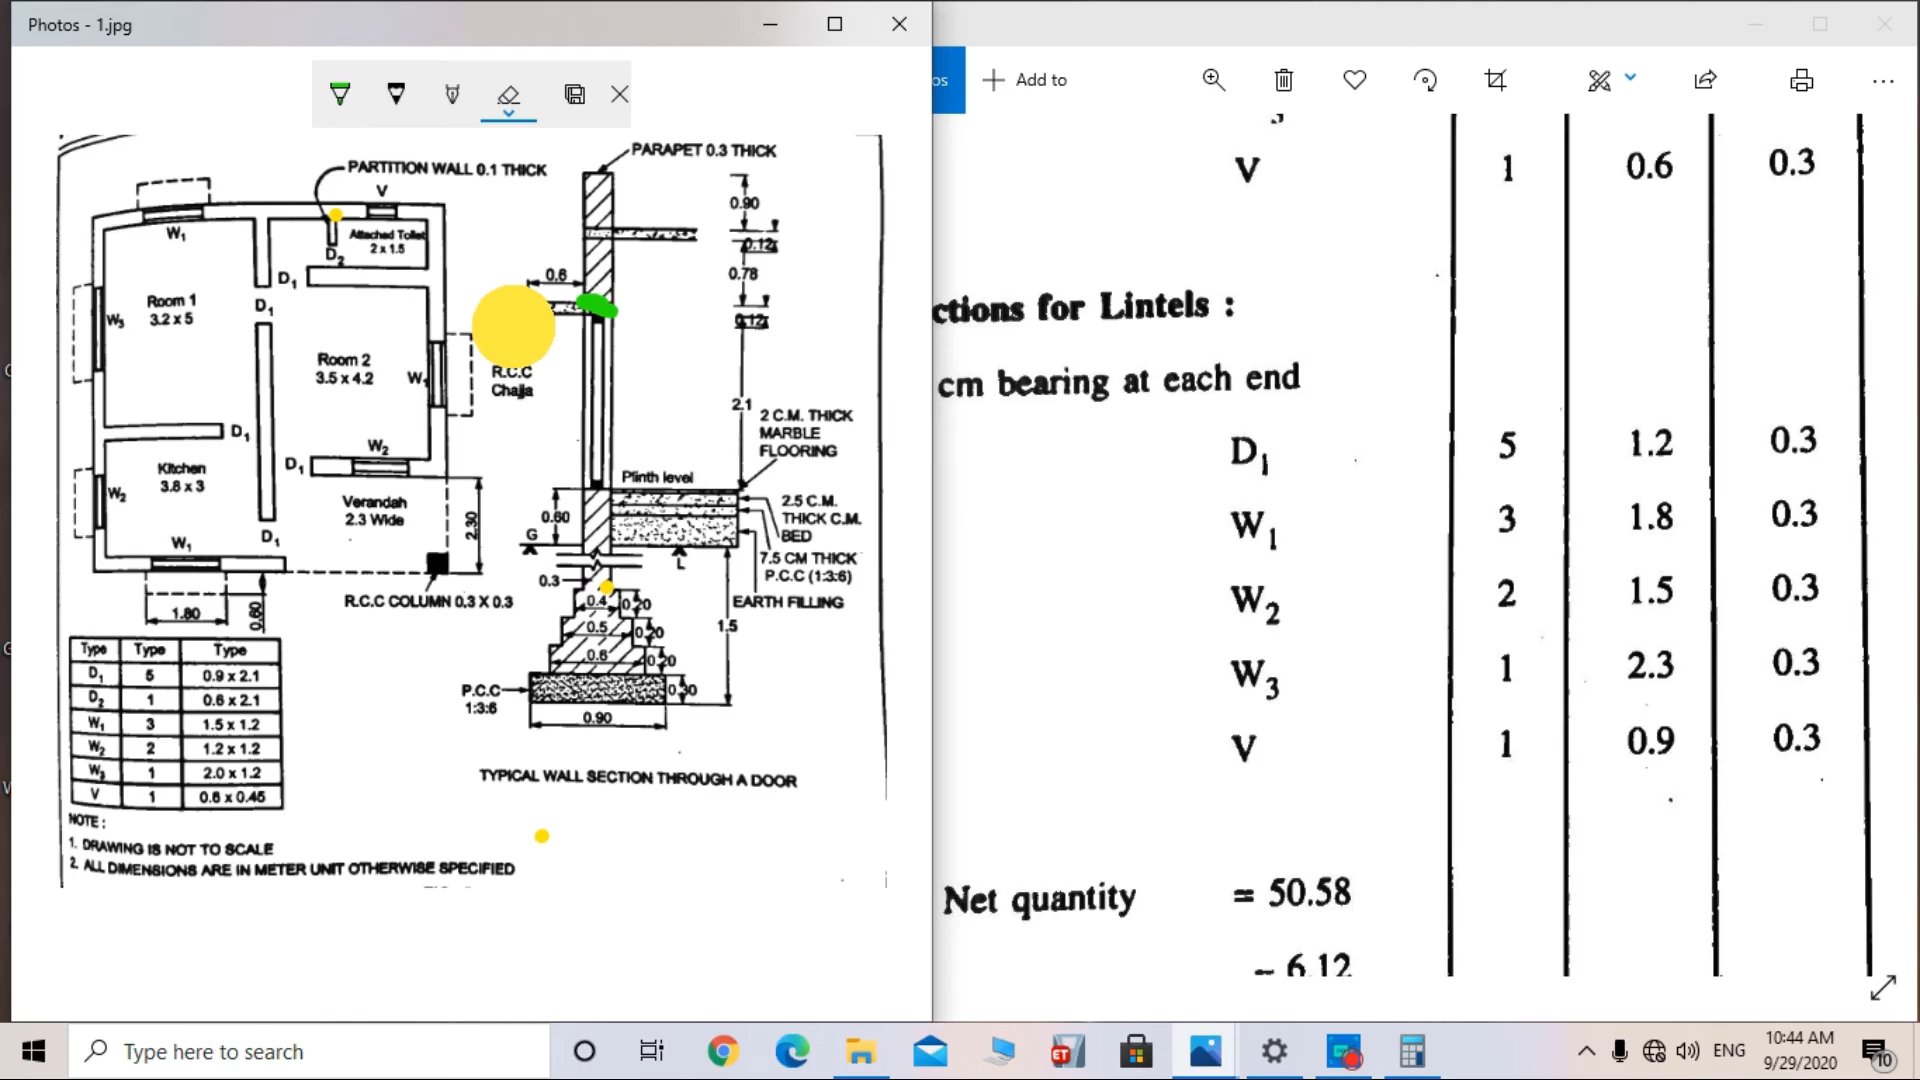 Photos - 1.jpg
PARTITION WALL 0.1 THICK
V
W1
Attached Toilet
2 x 1.5
D2
D1
Room 1
3.2 x 5
D1
W3
Room 2
3.5 x 4.2
W1
D1
W2
D1
Kitchen
3.8 x 3
W2
Verandah
2.3 Wide
2.30
W1
D1
1.80
0.60
R.C.C COLUMN 0.3 X 0.3
PARAPET 0.3 THICK
0.90
0.12
0.78
0.6
0.12
R.C.C
Chajja
2.1
2 C.M. THICK
MARBLE
FLOORING
Plinth level
0.60
G
2.5 C.M.
THICK C.M.
BED
L
7.5 CM THICK
P.C.C (1:3:6)
0.3
EARTH FILLING
0.4
0.20
0.5
0.20
1.5
0.6
0.20
P.C.C
1:3:6
0.30
0.90
TYPICAL WALL SECTION THROUGH A DOOR
Type Type Type
D1 5 0.9 x 2.1
D2 1 0.6 x 2.1
W1 3 1.5 x 1.2
W2 2 1.2 x 1.2
W3 1 2.0 x 1.2
V 1 0.6 x 0.45
NOTE :
1. DRAWING IS NOT TO SCALE
2. ALL DIMENSIONS ARE IN METER UNIT OTHERWISE SPECIFIED
os
Add to
V 1 0.6 0.3
ctions for Lintels :
cm bearing at each end
D1 5 1.2 0.3
W1 3 1.8 0.3
W2 2 1.5 0.3
W3 1 2.3 0.3
V 1 0.9 0.3
Net quantity = 50.58
– 6.12
Type here to search
ET
ENG
10:44 AM
9/29/2020
10